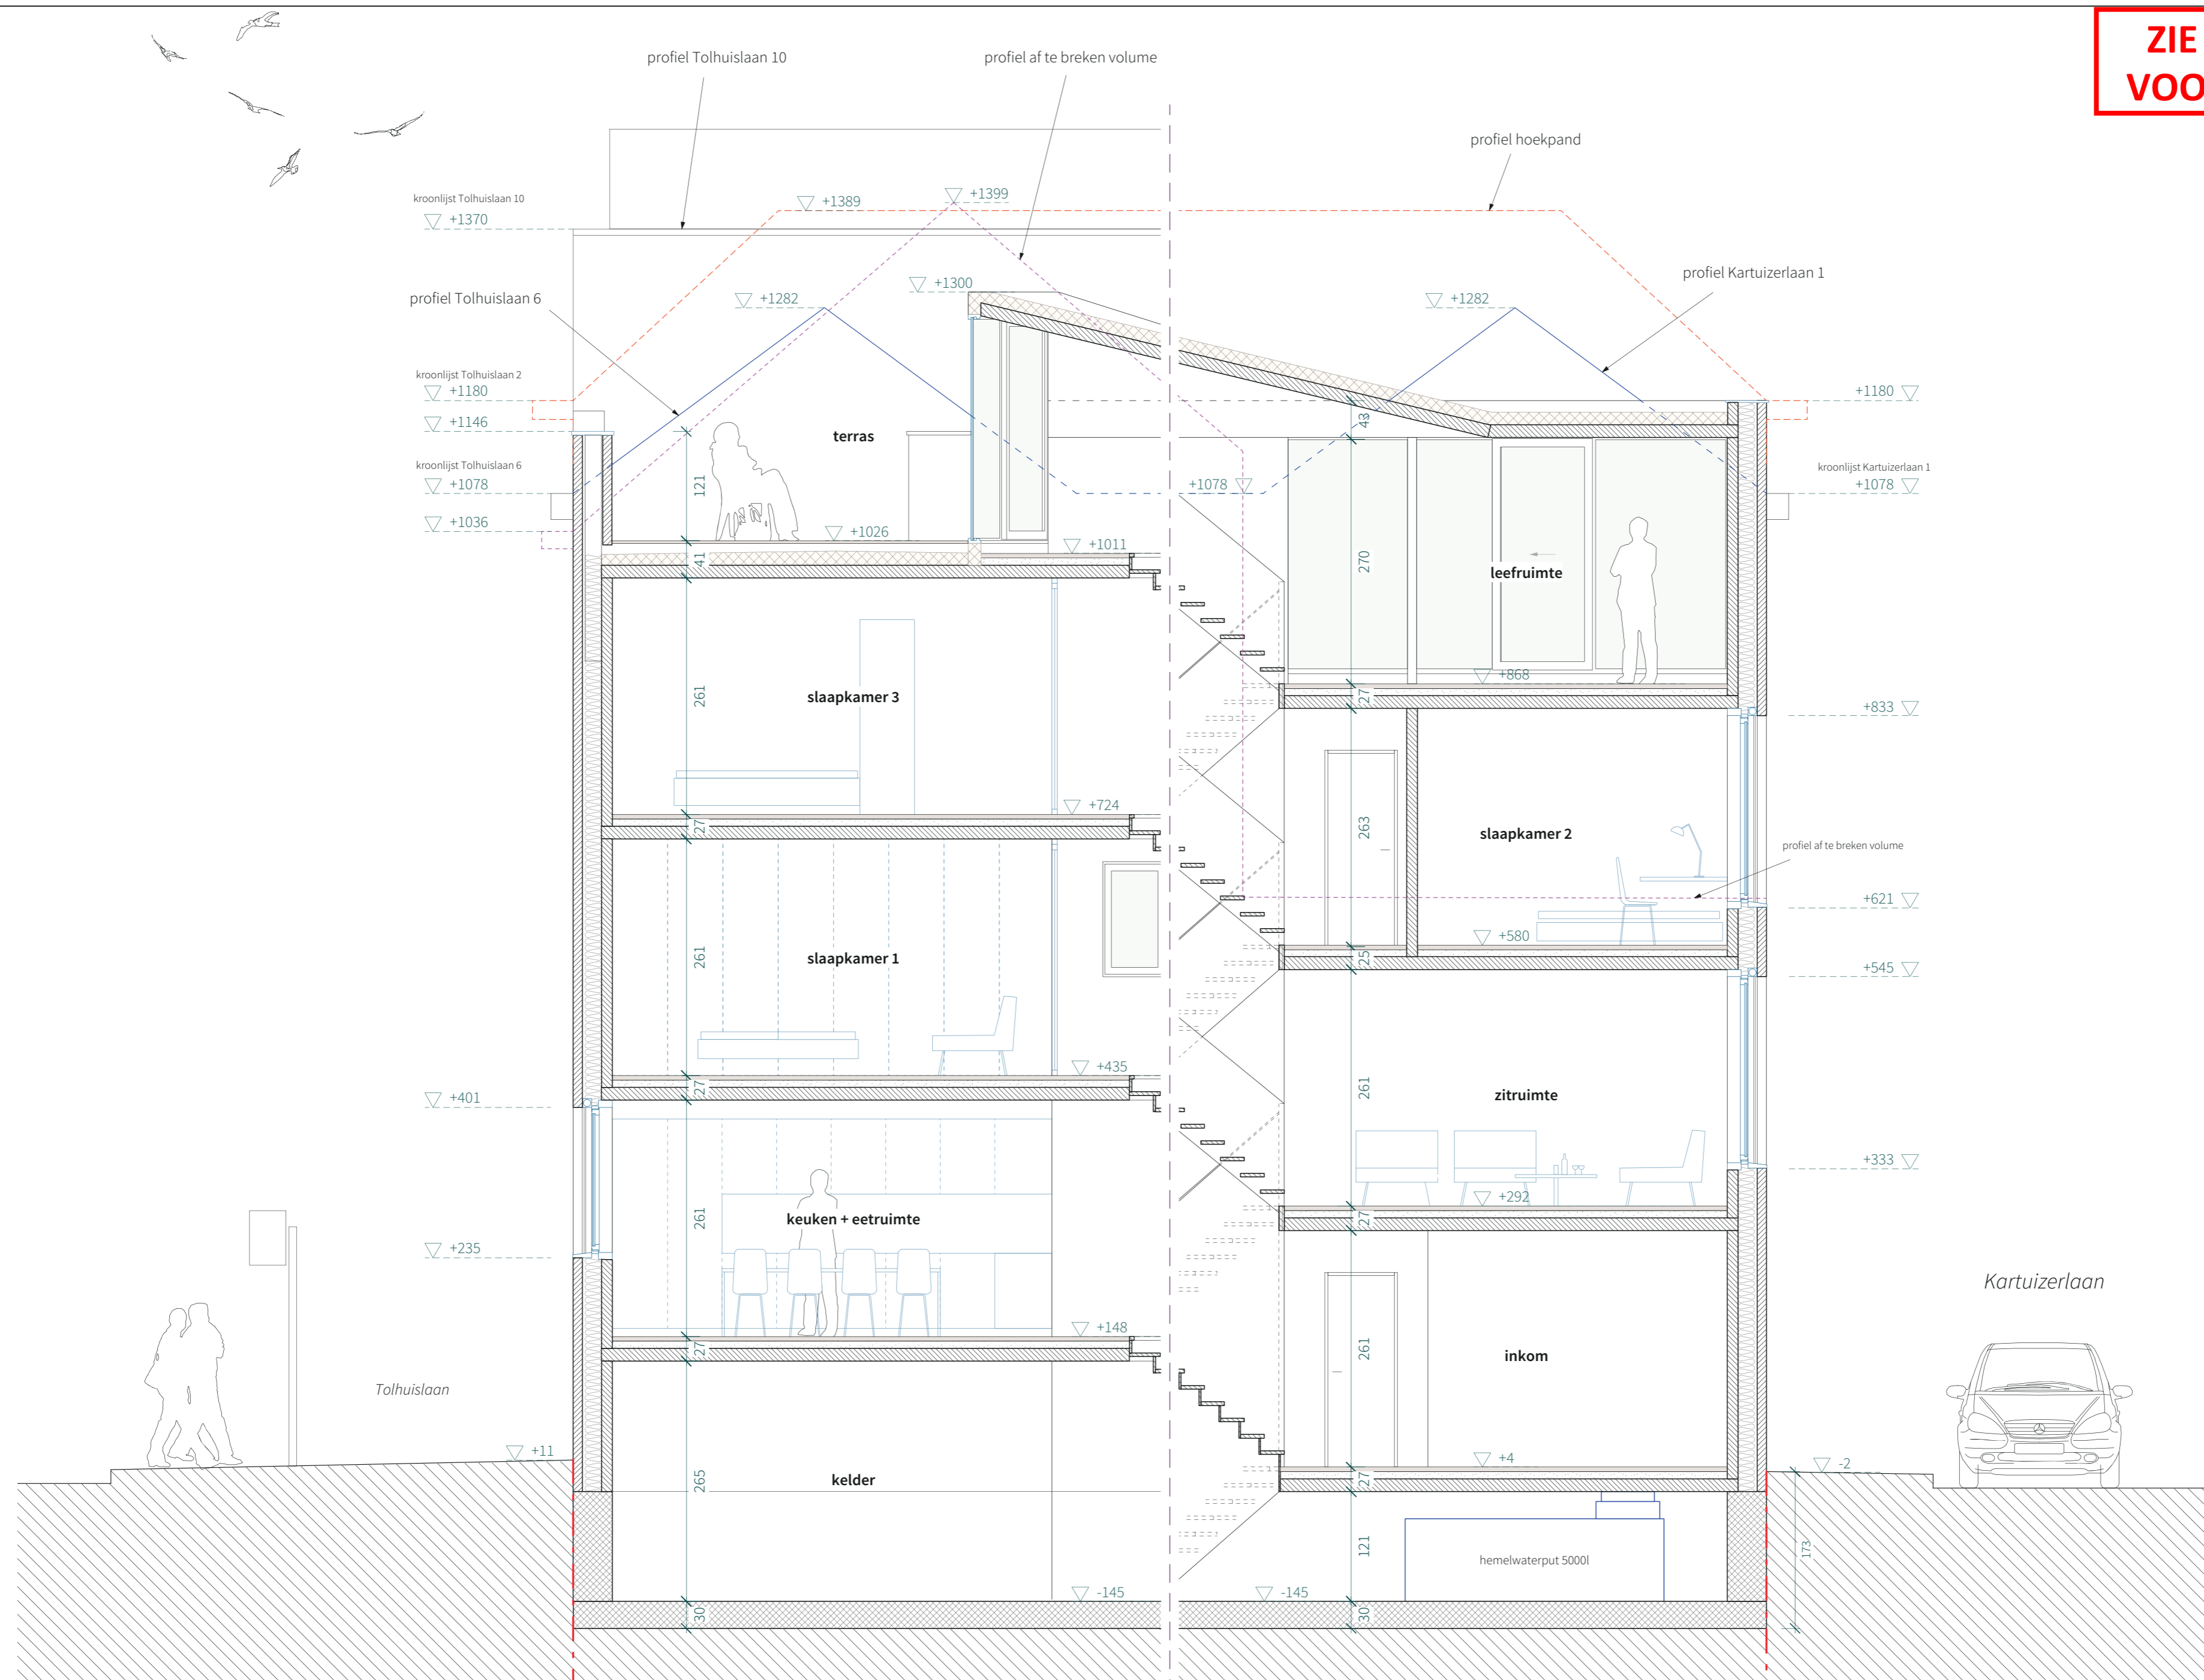 ZIE
VOO
profiel Tolhuislaan 10
profiel af te breken volume
profiel hoekpand
kroonlijst Tolhuislaan 10
+1370
+1389
+1399
profiel Tolhuislaan 6
+1282
+1300
+1282
profiel Kartuizerlaan 1
kroonlijst Tolhuislaan 2
+1180
+1180
+1146
terras
43
kroonlijst Tolhuislaan 6
kroonlijst Kartuizerlaan 1
+1078
+1078
+1078
121
+1036
+1026
+1011
41
270
leefruimte
261
slaapkamer 3
+868
27
+833
+724
27
263
slaapkamer 2
profiel af te breken volume
+621
261
slaapkamer 1
+580
25
+545
+435
27
+401
261
zitruimte
+333
+292
27
261
keuken + eetruimte
+235
+148
27
Kartuizerlaan
261
inkom
Tolhuislaan
+11
+4
-2
27
265
kelder
121
hemelwaterput 5000l
173
-145
-145
30
30